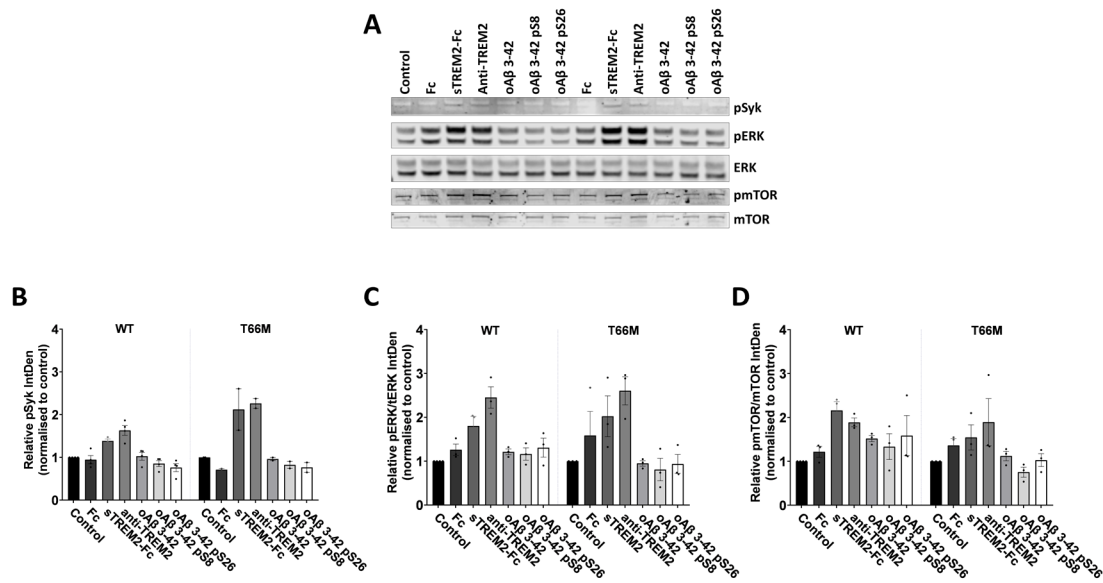 A
Control
Fc
sTREM2-Fc
Anti-TREM2
oAβ 3-42
oAβ 3-42 pS8
oAβ 3-42 pS26
Fc
sTREM2-Fc
Anti-TREM2
oAβ 3-42
oAβ 3-42 pS8
oAβ 3-42 pS26
pSyk
pERK
ERK
pmTOR
mTOR
B
WT
T66M
Relative pSyk IntDen
(normalised to control)
4
3
2
1
0
Control
Fc
sTREM2-Fc
anti-TREM2
oAβ 3-42
oAβ 3-42 pS8
oAβ 3-42 pS26
Control
Fc
sTREM2-Fc
anti-TREM2
oAβ 3-42
oAβ 3-42 pS8
oAβ 3-42 pS26
C
WT
T66M
Relative pERK/tERK IntDen
(normalised to control)
4
3
2
1
0
Control
Fc
sTREM2-Fc
anti-TREM2
oAβ 3-42
oAβ 3-42 pS8
oAβ 3-42 pS26
Control
Fc
sTREM2-Fc
anti-TREM2
oAβ 3-42
oAβ 3-42 pS8
oAβ 3-42 pS26
D
WT
T66M
Relative pmTOR/mTOR IntDen
(normalised to control)
4
3
2
1
0
Control
Fc
sTREM2-Fc
anti-TREM2
oAβ 3-42
oAβ 3-42 pS8
oAβ 3-42 pS26
Control
Fc
sTREM2-Fc
anti-TREM2
oAβ 3-42
oAβ 3-42 pS8
oAβ 3-42 pS26